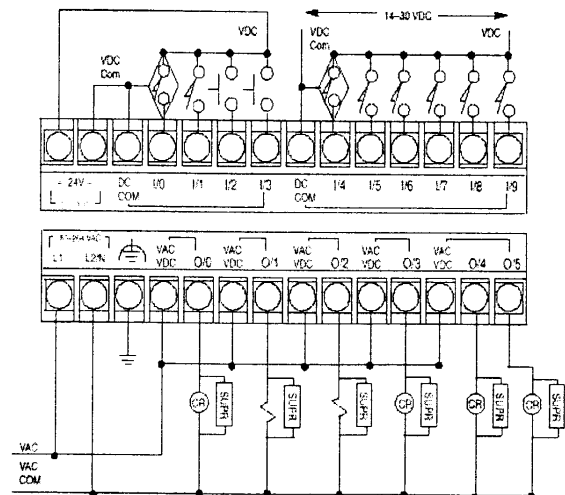 14–30 VDC
VDC
VDC
Com
VDC
Com
VDC
24V
DC
COM
I/0
I/1
I/2
I/3
DC
COM
I/4
I/5
I/6
I/7
I/8
I/9
VAC
L1
L2/N
VAC
VDC
O/0
VAC
VDC
O/1
VAC
VDC
O/2
VAC
VDC
O/3
VAC
VDC
O/4
O/5
CR
SUPR
SUPR
SUPR
CR
SUPR
CR
SUPR
CR
SUPR
VAC
VAC
COM